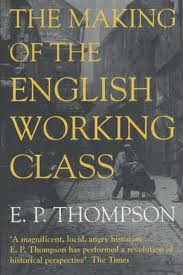 THE MAKING
OF THE
ENGLISH
WORKING
CLASS
E. P. THOMPSON
'A magnificent, lucid, angry historian ...
E. P. Thompson has performed a revolution of
historical perspective' The Times